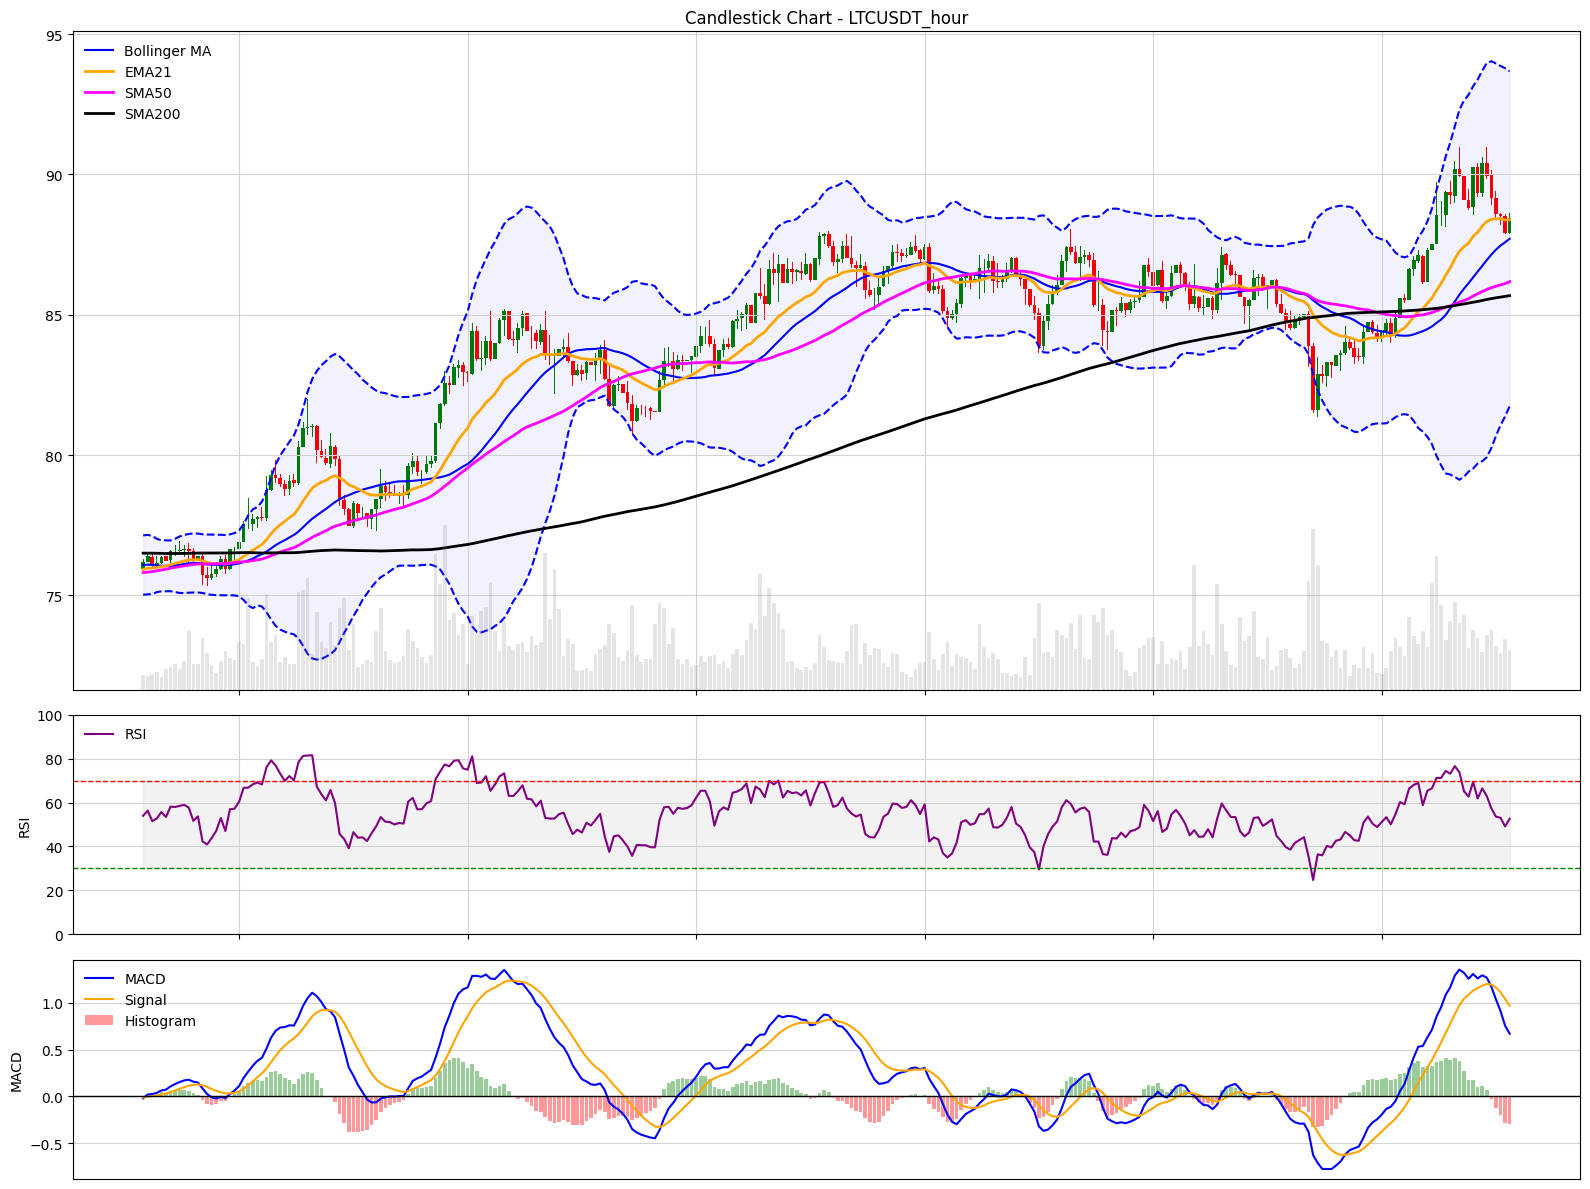 Candlestick Chart - LTCUSDT_hour
95
90
85
80
75
Bollinger MA
EMA21
SMA50
SMA200
100
80
60
40
20
0
RSI
RSI
1.0
0.5
0.0
−0.5
MACD
MACD
Signal
Histogram